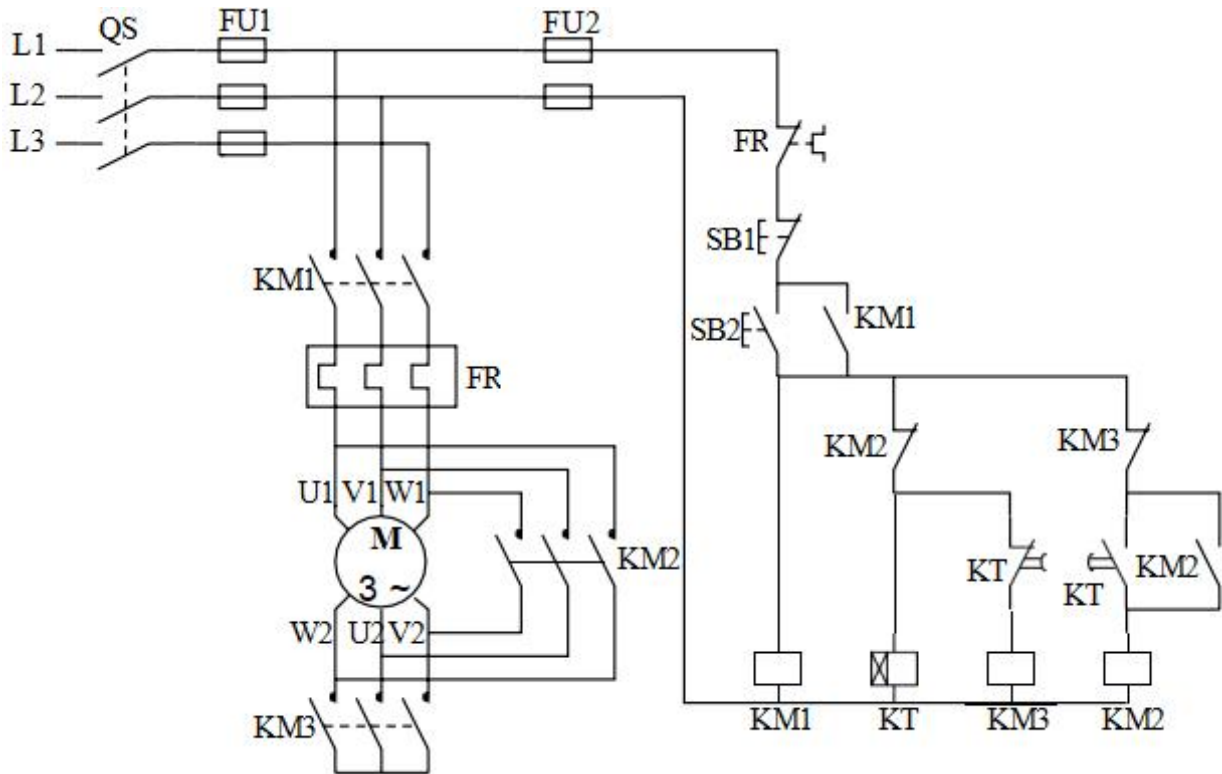 L1 QS FU1 FU2
L2
L3
FR
SB1
KM1
SB2 KM1
FR
KM2 KM3
U1 V1 W1
M
3 ~
KM2
KT KT KM2
W2 U2 V2
KM3
KM1 KT KM3 KM2